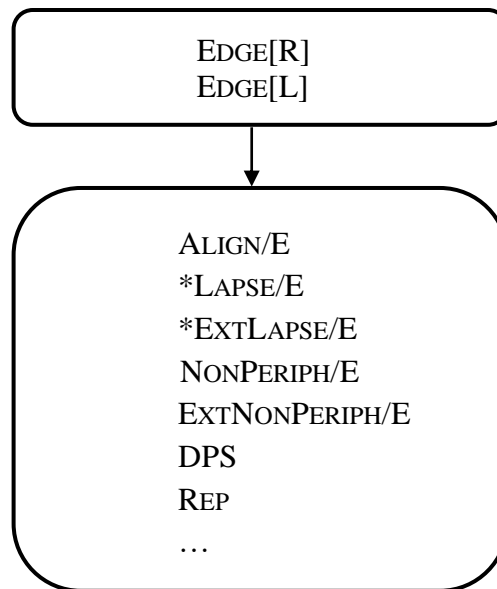 EDGE[R]
EDGE[L]
ALIGN/E
*LAPSE/E
*EXTLAPSE/E
NONPERIPH/E
EXTNONPERIPH/E
DPS
REP
…